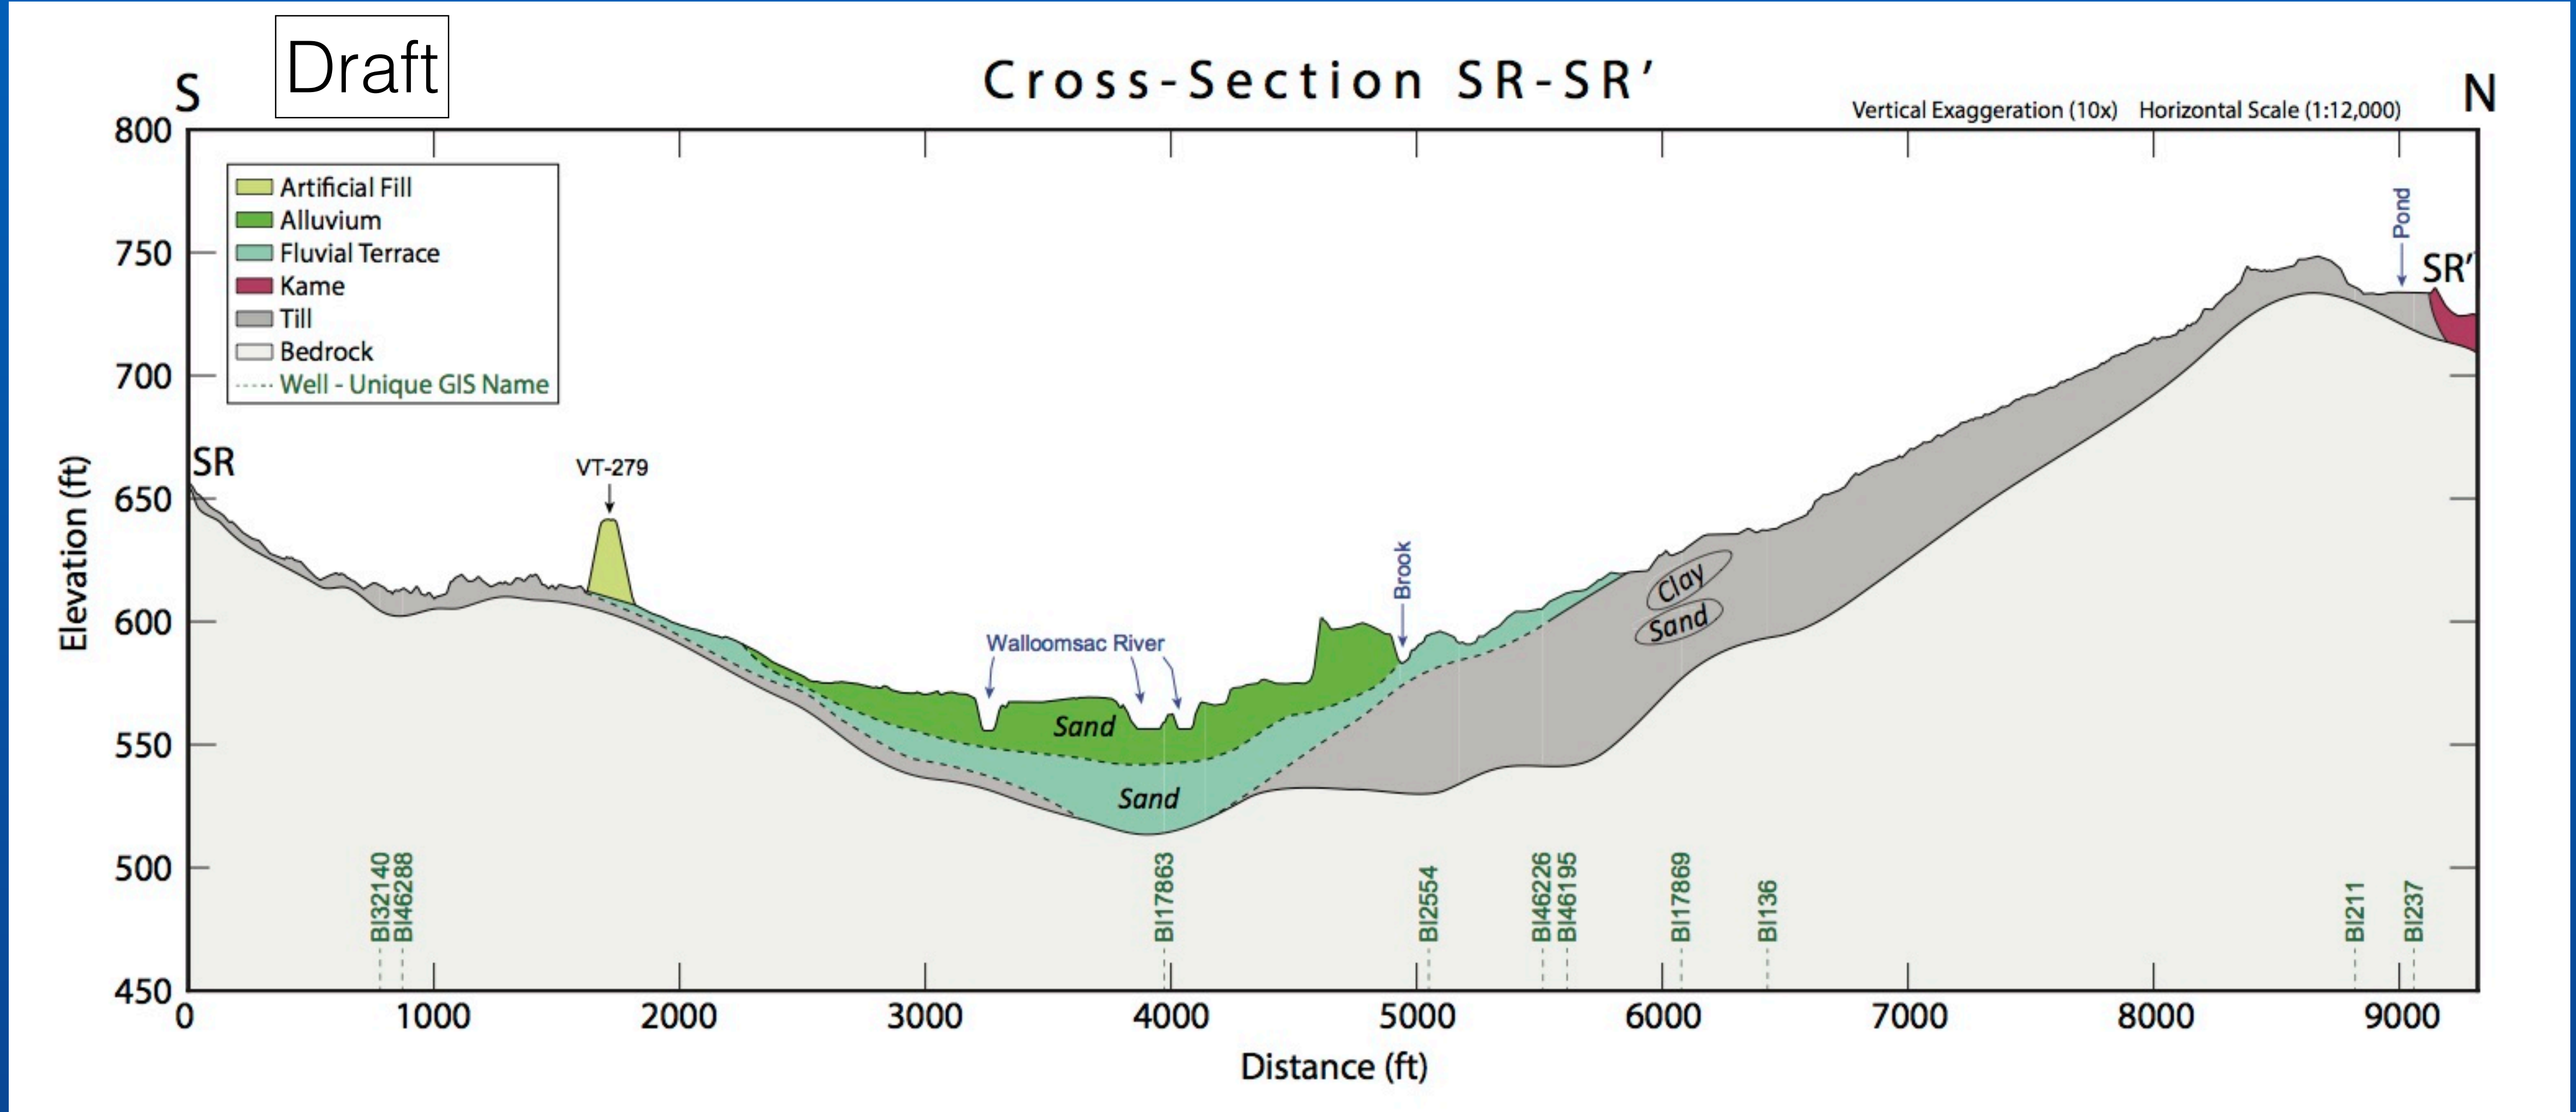 Draft
Cross-Section SR-SR′
S
N
Vertical Exaggeration (10x) Horizontal Scale (1:12,000)
800
750
700
650
600
550
500
450
Elevation (ft)
Artificial Fill
Alluvium
Fluvial Terrace
Kame
Till
Bedrock
Well - Unique GIS Name
SR
VT-279
Walloomsac River
Brook
Pond
SR′
Clay
Sand
Sand
Sand
BI32140
BI46288
BI17863
BI2554
BI46226
BI46195
BI17869
BI136
BI211
BI237
0 1000 2000 3000 4000 5000 6000 7000 8000 9000
Distance (ft)